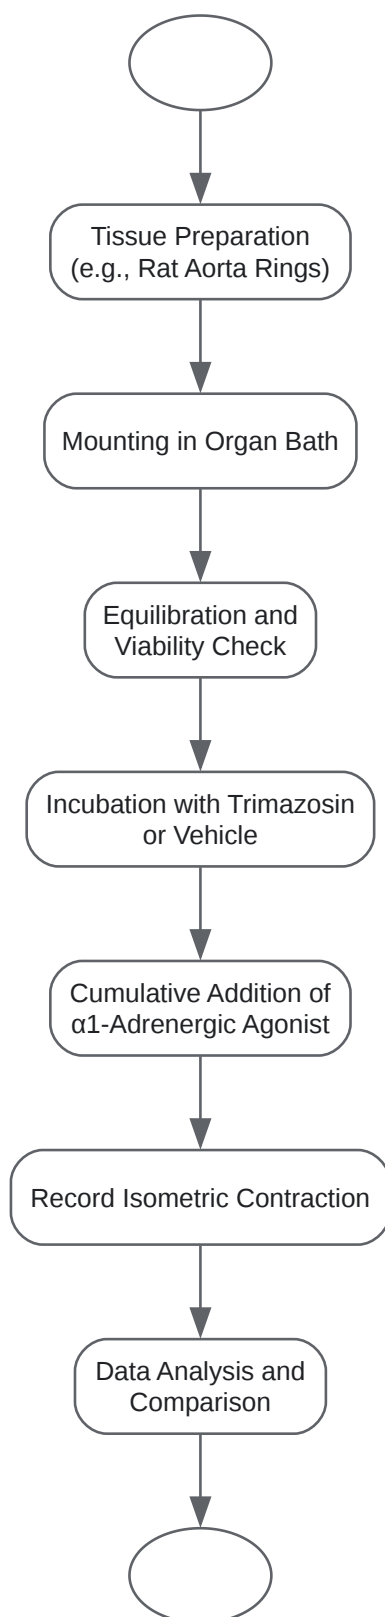 Tissue Preparation
(e.g., Rat Aorta Rings)
Mounting in Organ Bath
Equilibration and
Viability Check
Incubation with Trimazosin
or Vehicle
Cumulative Addition of
α1-Adrenergic Agonist
Record Isometric Contraction
Data Analysis and
Comparison